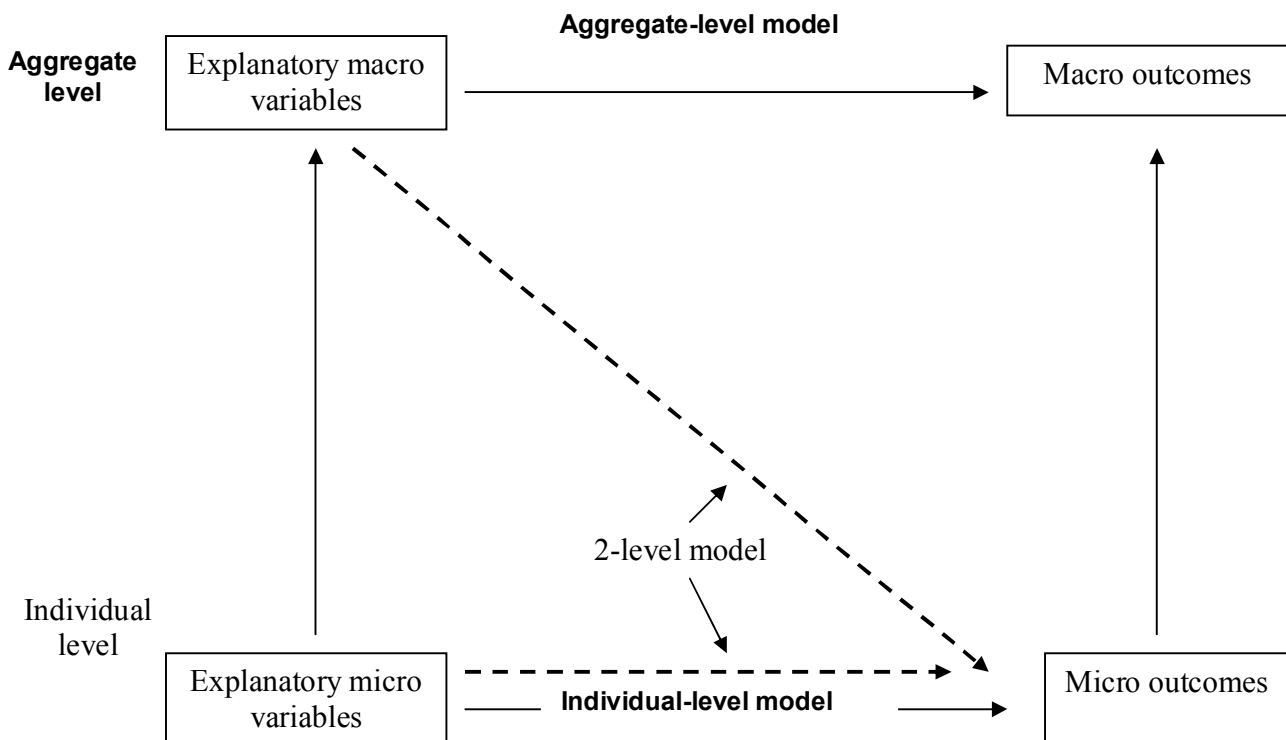 Aggregate-level model
Aggregate
level
Explanatory macro
variables
Macro outcomes
2-level model
Individual
level
Explanatory micro
variables
Individual-level model
Micro outcomes